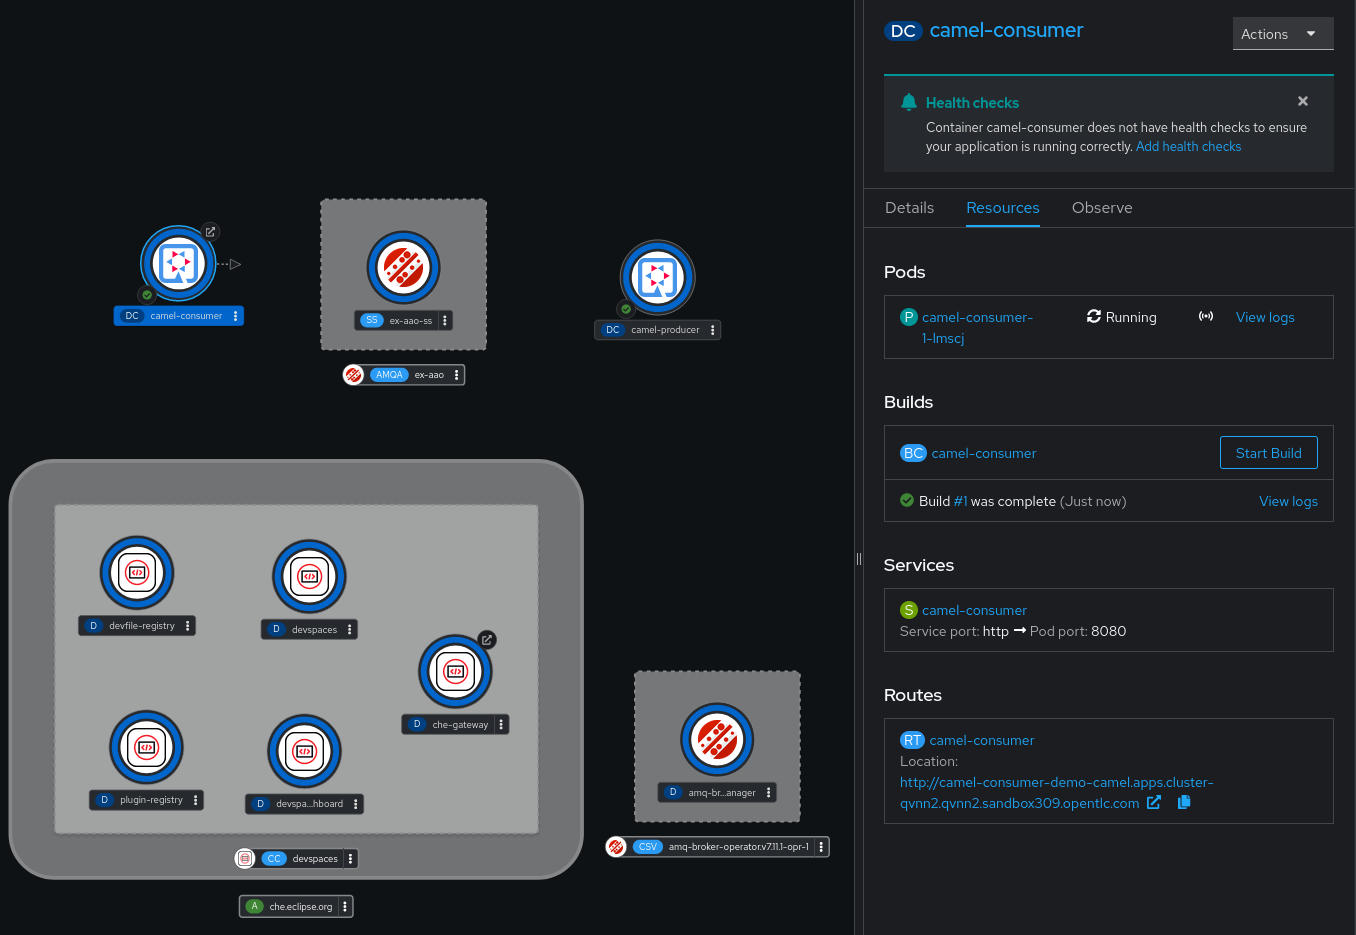 DC camel-consumer
SS ex-aao-ss
AMQA ex-aao
DC camel-producer
D devfile-registry
D devspaces
D che-gateway
D plugin-registry
D devspa...hboard
CC devspaces
A che.eclipse.org
D amq-br...anager
CSV amq-broker-operator.v7.11.1-opr-1
DC camel-consumer
Actions
Health checks
Container camel-consumer does not have health checks to ensure
your application is running correctly. Add health checks
Details Resources Observe
Pods
P camel-consumer- Running View logs
1-lmscj
Builds
BC camel-consumer Start Build
Build #1 was complete (Just now) View logs
Services
S camel-consumer
Service port: http → Pod port: 8080
Routes
RT camel-consumer
Location:
http://camel-consumer-demo-camel.apps.cluster-
qvnn2.qvnn2.sandbox309.opentlc.com